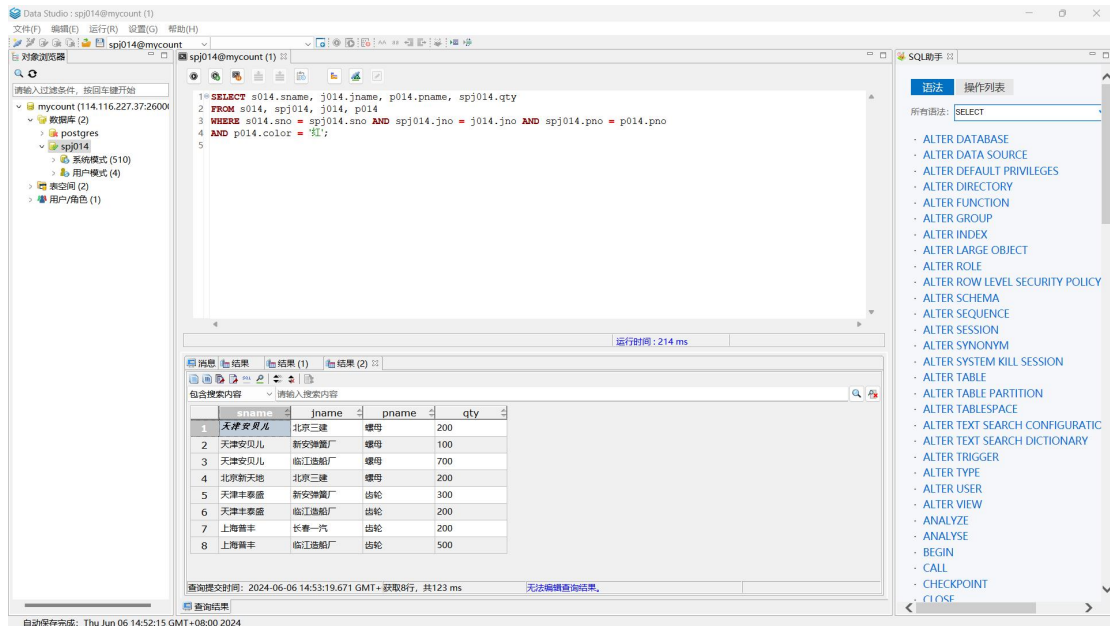 Data Studio : spj014@mycount (1)
文件(F) 编辑(E) 运行(R) 设置(G) 帮助(H)
spj014@mycount
对象浏览器
请输入过滤条件，按回车键开始
mycount (114.116.227.37:2600
数据库 (2)
postgres
spj014
系统模式 (510)
用户模式 (4)
表空间 (2)
用户/角色 (1)
spj014@mycount (1)
1 SELECT s014.sname, j014.jname, p014.pname, spj014.qty
2 FROM s014, spj014, j014, p014
3 WHERE s014.sno = spj014.sno AND spj014.jno = j014.jno AND spj014.pno = p014.pno
4 AND p014.color = '红';
5
运行时间 : 214 ms
消息 结果 结果 (1) 结果 (2)
包含搜索内容 请输入搜索内容
sname jname pname qty
1 天津安贝儿 北京三建 螺母 200
2 天津安贝儿 新安弹簧厂 螺母 100
3 天津安贝儿 临江造船厂 螺母 700
4 北京新天地 北京三建 螺母 200
5 天津丰泰盛 新安弹簧厂 齿轮 300
6 天津丰泰盛 临江造船厂 齿轮 200
7 上海普丰 长春一汽 齿轮 200
8 上海普丰 临江造船厂 齿轮 500
查询提交时间：2024-06-06 14:53:19.671 GMT+ 获取8行，共123 ms 无法编辑查询结果。
查询结果
SQL助手
语法 操作列表
所有语法: SELECT
- ALTER DATABASE
- ALTER DATA SOURCE
- ALTER DEFAULT PRIVILEGES
- ALTER DIRECTORY
- ALTER FUNCTION
- ALTER GROUP
- ALTER INDEX
- ALTER LARGE OBJECT
- ALTER ROLE
- ALTER ROW LEVEL SECURITY POLICY
- ALTER SCHEMA
- ALTER SEQUENCE
- ALTER SESSION
- ALTER SYNONYM
- ALTER SYSTEM KILL SESSION
- ALTER TABLE
- ALTER TABLE PARTITION
- ALTER TABLESPACE
- ALTER TEXT SEARCH CONFIGURATIO
- ALTER TEXT SEARCH DICTIONARY
- ALTER TRIGGER
- ALTER TYPE
- ALTER USER
- ALTER VIEW
- ANALYZE
- ANALYSE
- BEGIN
- CALL
- CHECKPOINT
- CLOSE
自动保存完成：Thu Jun 06 14:52:15 GMT+08:00 2024